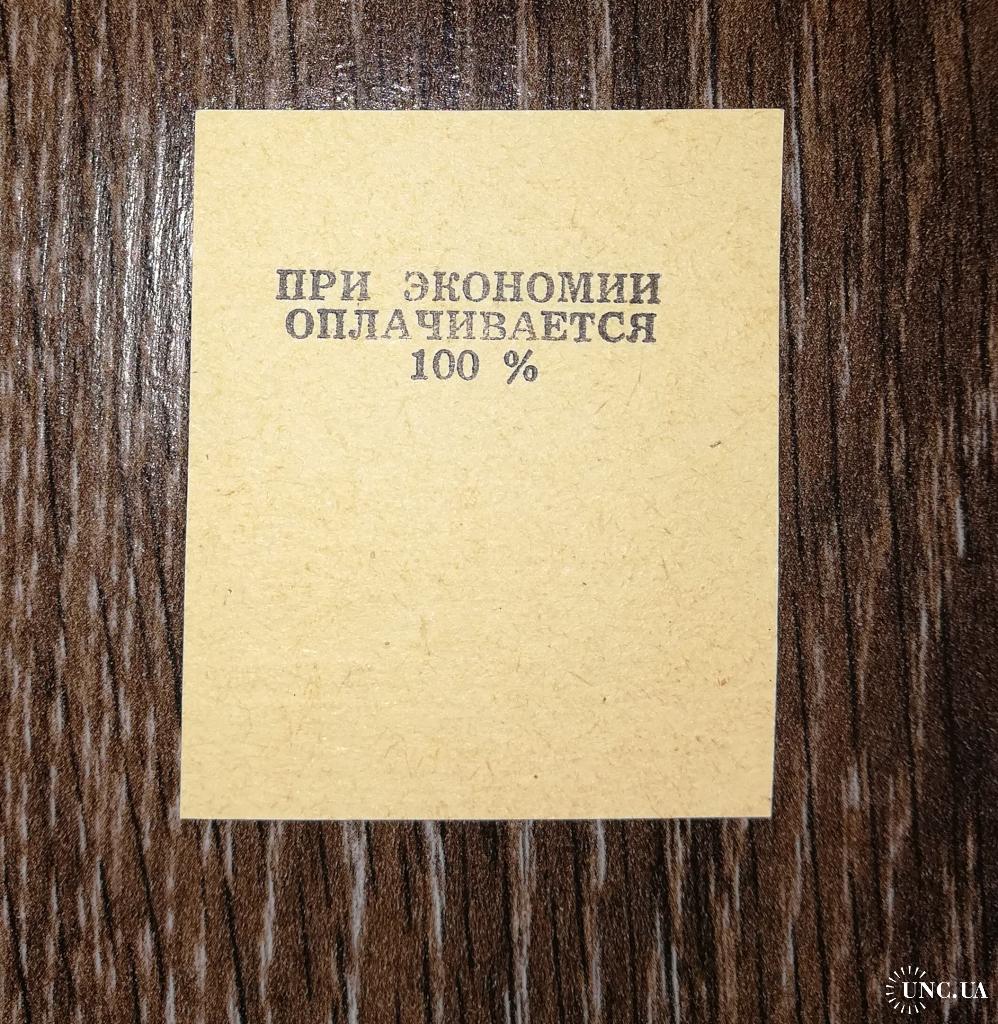 ПРИ ЭКОНОМИИ
ОПЛАЧИВАЕТСЯ
100 %
UNC.UA